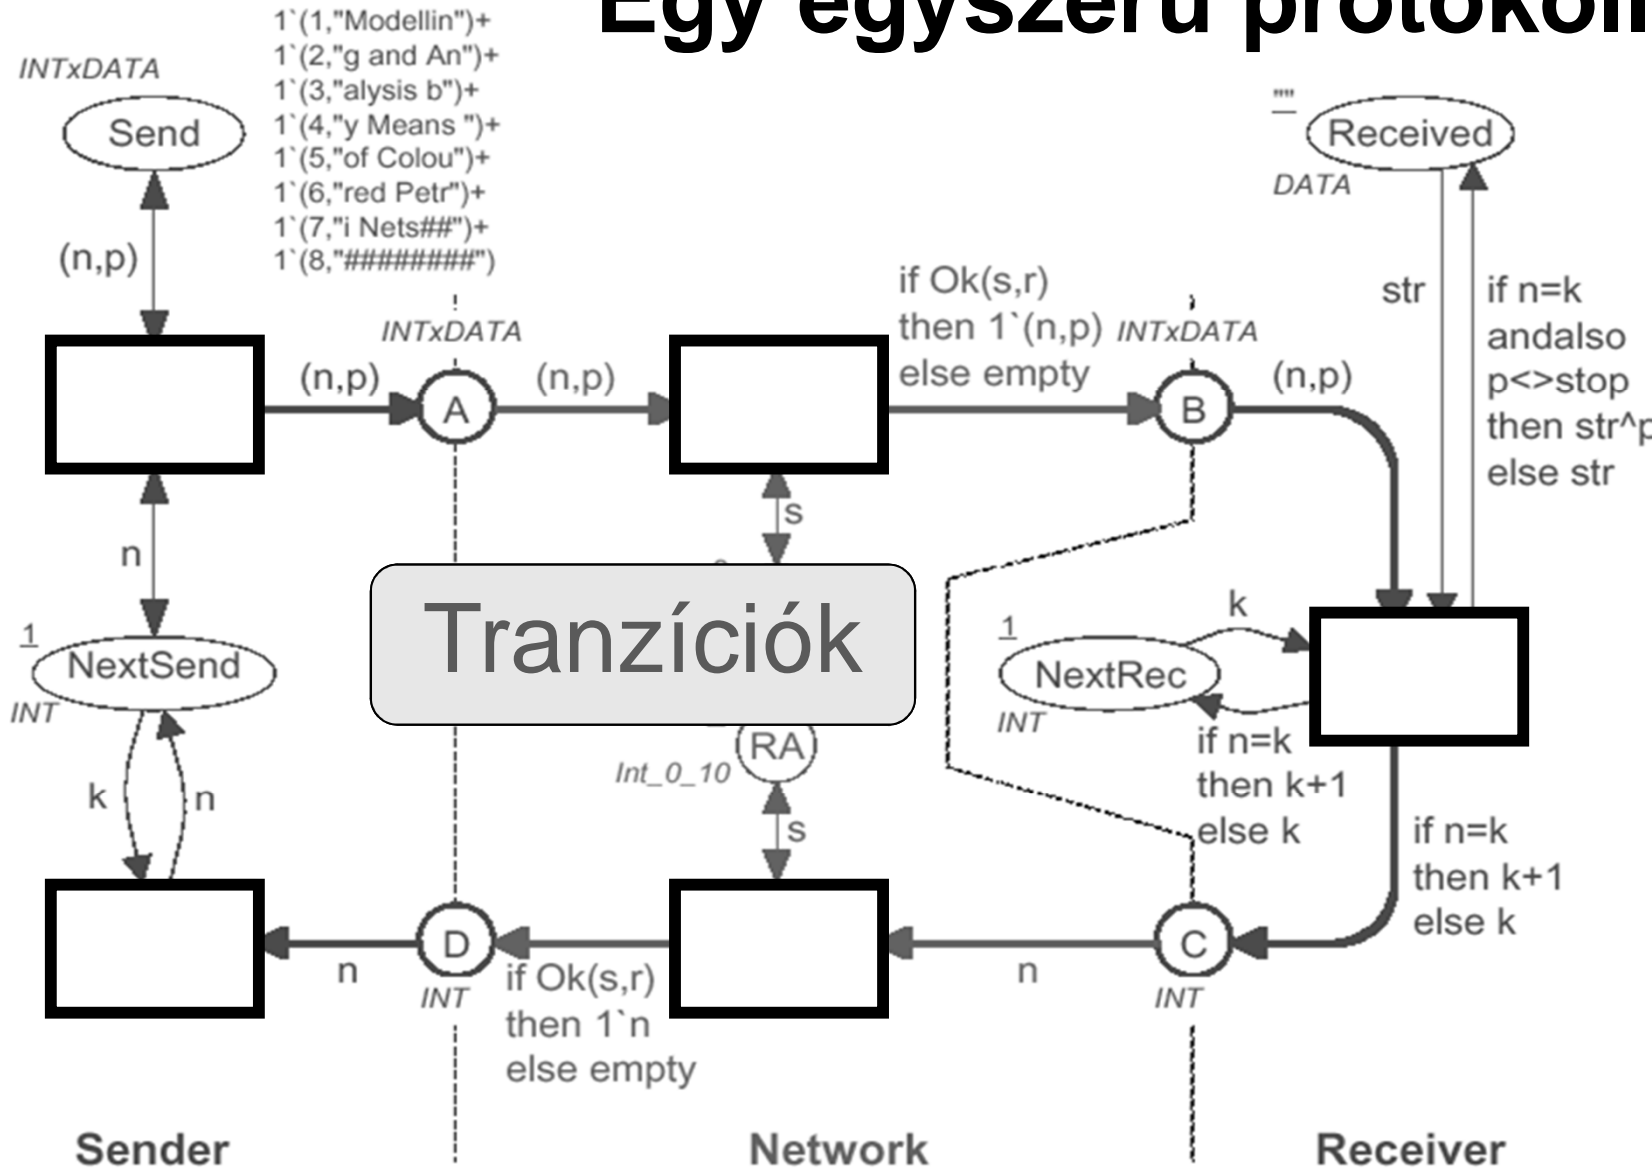 Egy egyszerű protokoll
1`(1,"Modellin")+
1`(2,"g and An")+
1`(3,"alysis b")+
1`(4,"y Means ")+
1`(5,"of Colou")+
1`(6,"red Petr")+
1`(7,"i Nets##")+
1`(8,"########")
INTxDATA
Send
(n,p)
""
Received
DATA
str
if n=k
andalso
p<>stop
then str^p
else str
if Ok(s,r)
then 1`(n,p)
else empty
INTxDATA
(n,p)
A
(n,p)
INTxDATA
B
(n,p)
s
n
Tranzíciók
1
NextSend
INT
k
n
RA
Int_0_10
s
1
NextRec
INT
k
if n=k
then k+1
else k
if n=k
then k+1
else k
n
D
INT
if Ok(s,r)
then 1`n
else empty
n
C
INT
Sender
Network
Receiver